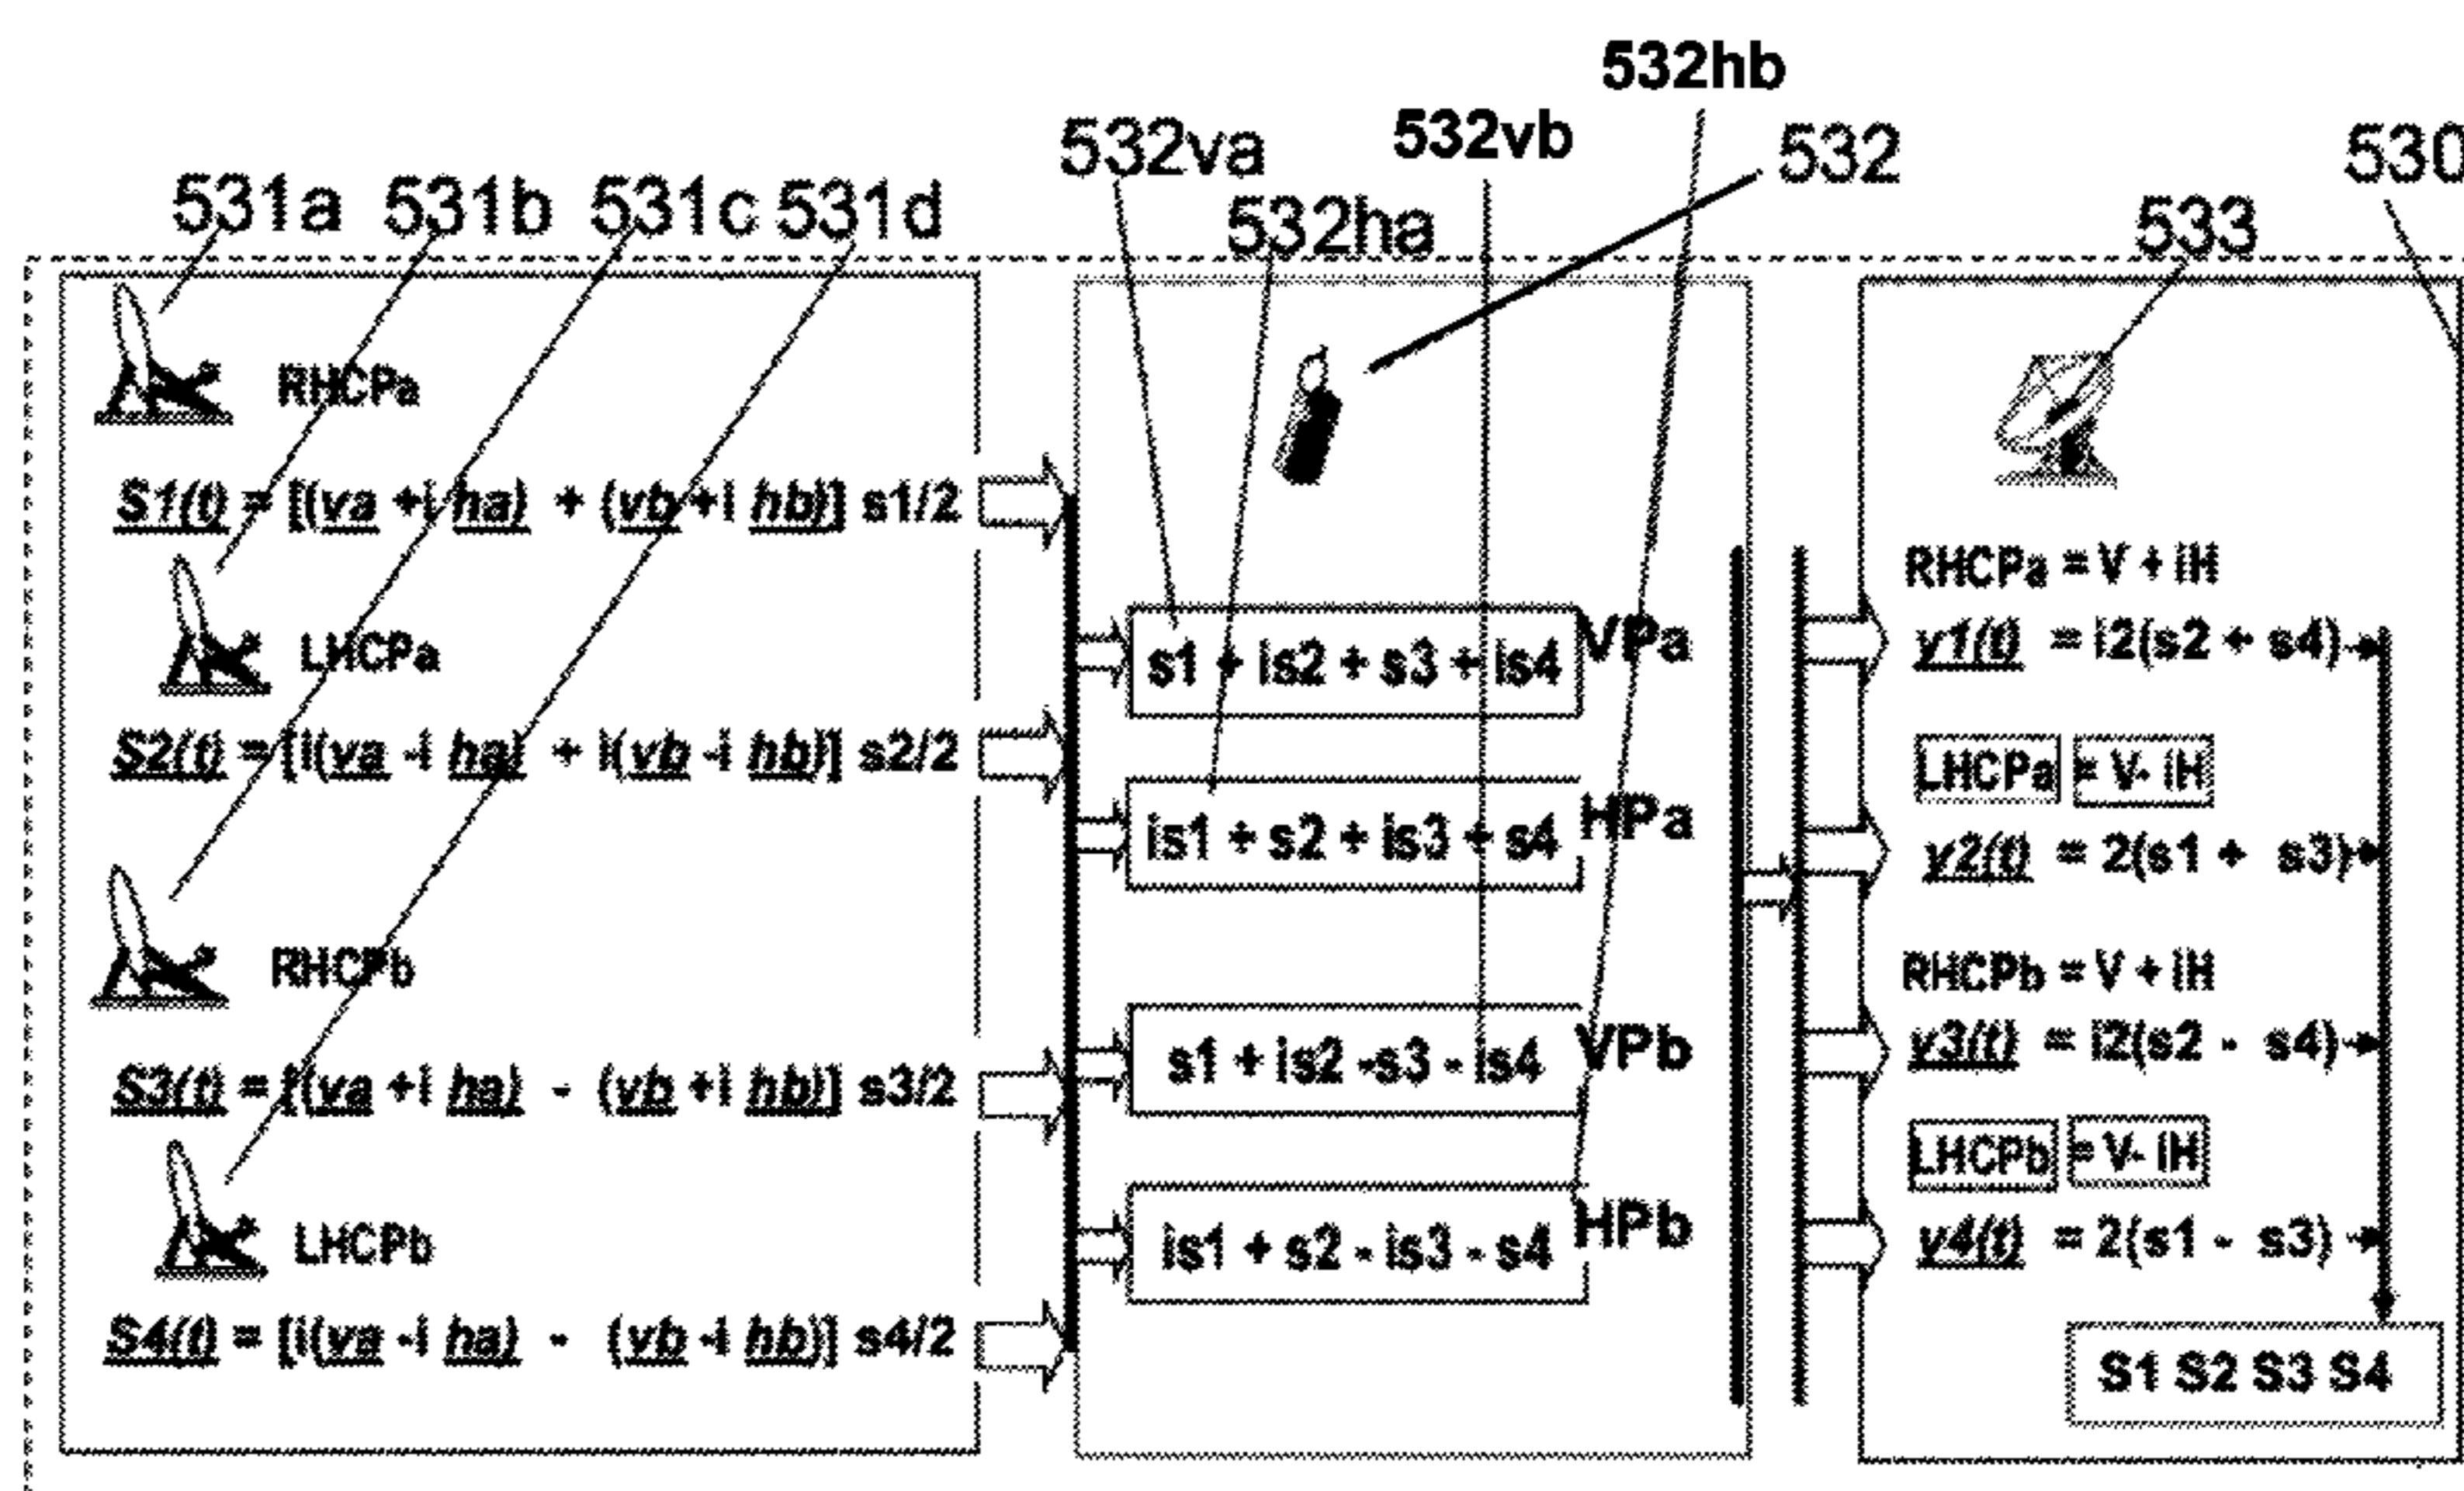 532hb
532va 532vb 532 530
531a 531b 531c 531d 532ha 533
RHCPa
S1(t) = [(va +i ha) + (vb +i hb)] s1/2
LHCPa
S2(t) = [i(va -i ha) + i(vb -i hb)] s2/2
RHCPb
S3(t) = [(va +i ha) - (vb +i hb)] s3/2
LHCPb
S4(t) = [i(va -i ha) - (vb -i hb)] s4/2
s1 + is2 + s3 + is4 VPa
is1 + s2 + is3 + s4 HPa
s1 + is2 -s3 - is4 VPb
is1 + s2 - is3 - s4 HPb
RHCPa = V + iH
y1(t) = i2(s2 + s4)
LHCPa = V- iH
y2(t) = 2(s1 + s3)
RHCPb = V + iH
y3(t) = i2(s2 - s4)
LHCPb = V- iH
y4(t) = 2(s1 - s3)
S1 S2 S3 S4